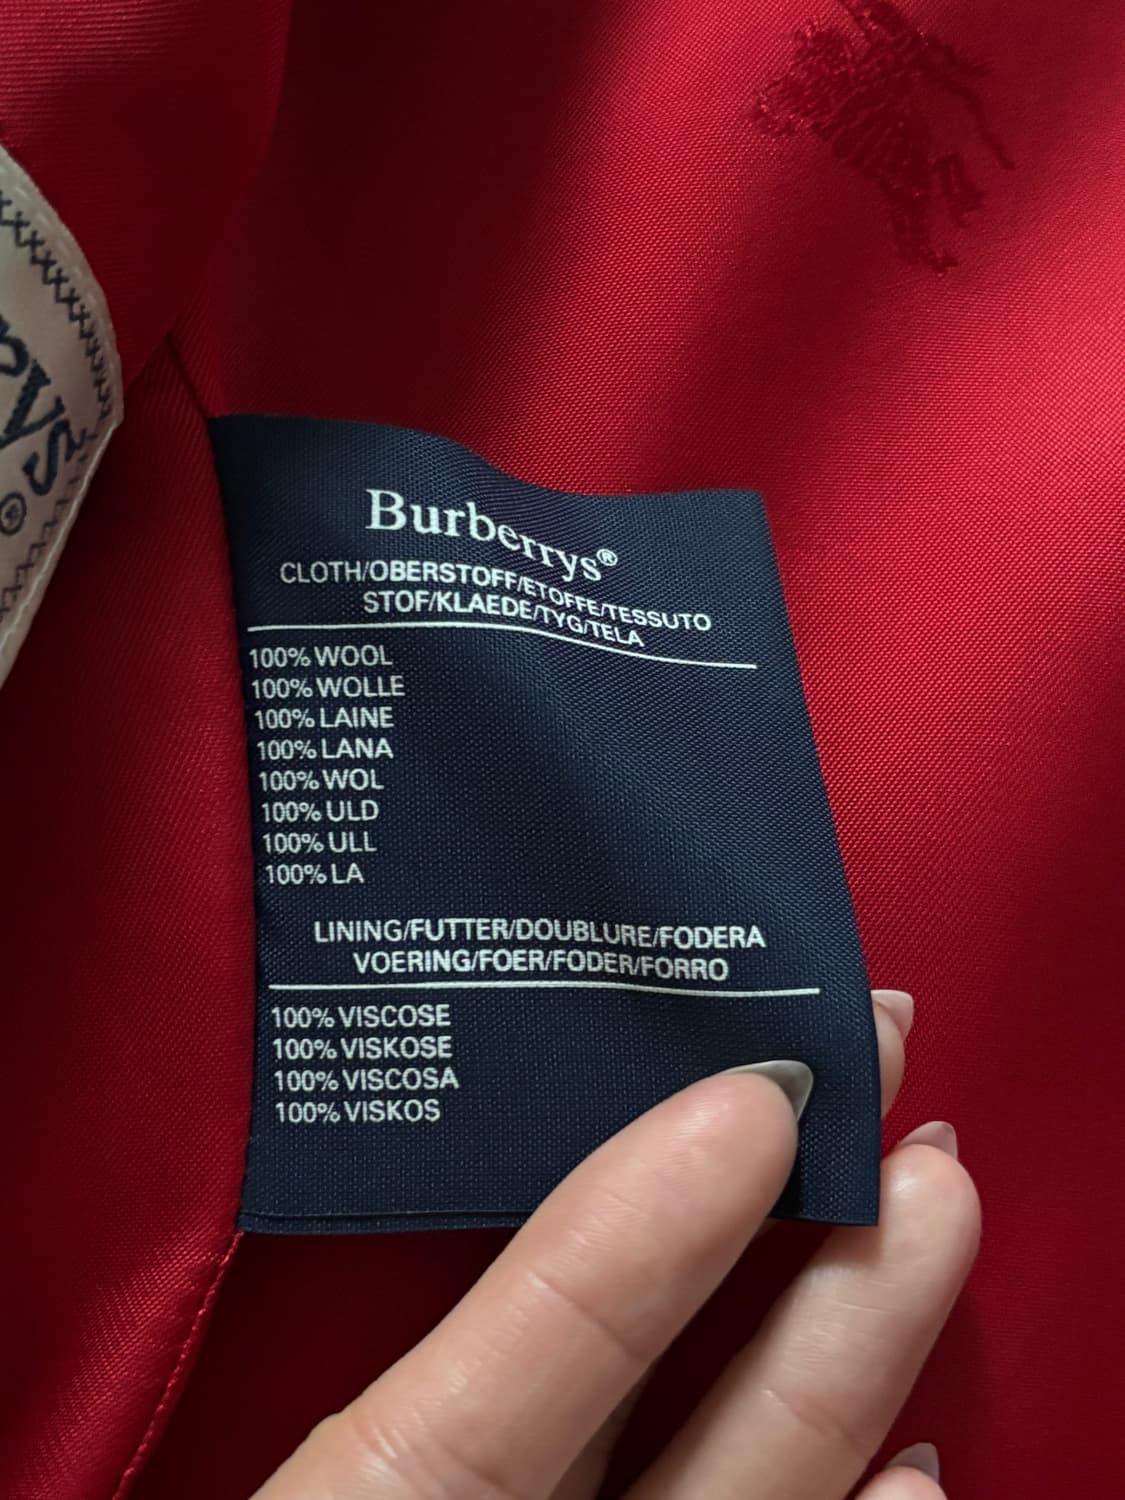 Burberrys®
CLOTH/OBERSTOFF/ETOFFE/TESSUTO
STOF/KLAEDE/TYG/TELA
100% WOOL
100% WOLLE
100% LAINE
100% LANA
100% WOL
100% ULD
100% ULL
100% LA
LINING/FUTTER/DOUBLURE/FODERA
VOERING/FOER/FODER/FORRO
100% VISCOSE
100% VISKOSE
100% VISCOSA
100% VISKOS